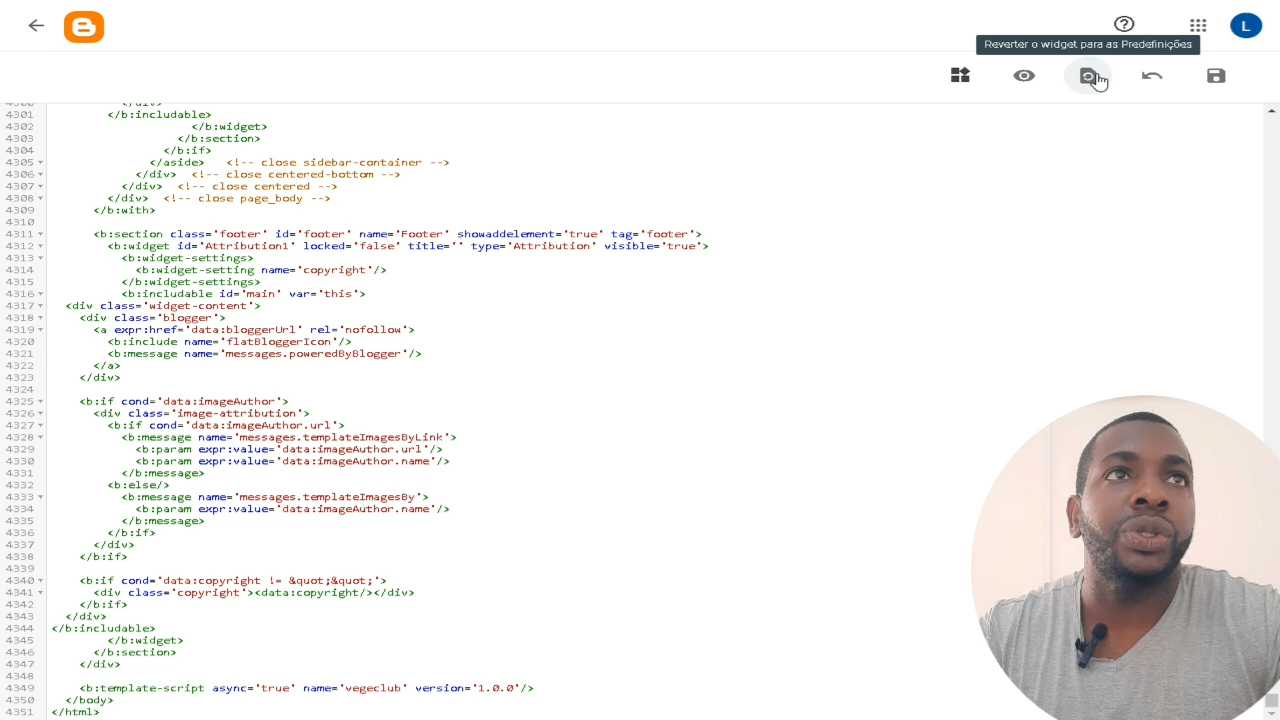 L
Reverter o widget para as Predefinições
4301 </b:includable>
4302 </b:widget>
4303 </b:section>
4304 </b:if>
4305 </aside> <!-- close sidebar-container -->
4306 </div> <!-- close centered-bottom -->
4307 </div> <!-- close centered -->
4308 </div> <!-- close page_body -->
4309 </b:with>
4310
4311 <b:section class='footer' id='footer' name='Footer' showaddelement='true' tag='footer'>
4312 <b:widget id='Attribution1' locked='false' title='' type='Attribution' visible='true'>
4313 <b:widget-settings>
4314 <b:widget-setting name='copyright'/>
4315 </b:widget-settings>
4316 <b:includable id='main' var='this'>
4317 <div class='widget-content'>
4318 <div class='blogger'>
4319 <a expr:href='data:bloggerUrl' rel='nofollow'>
4320 <b:include name='flatBloggerIcon'/>
4321 <b:message name='messages.poweredByBlogger'/>
4322 </a>
4323 </div>
4324
4325 <b:if cond='data:imageAuthor'>
4326 <div class='image-attribution'>
4327 <b:if cond='data:imageAuthor.url'>
4328 <b:message name='messages.templateImagesByLink'>
4329 <b:param expr:value='data:imageAuthor.url'/>
4330 <b:param expr:value='data:imageAuthor.name'/>
4331 </b:message>
4332 <b:else/>
4333 <b:message name='messages.templateImagesBy'>
4334 <b:param expr:value='data:imageAuthor.name'/>
4335 </b:message>
4336 </b:if>
4337 </div>
4338 </b:if>
4339
4340 <b:if cond='data:copyright != &quot;&quot;'>
4341 <div class='copyright'><data:copyright/></div>
4342 </b:if>
4343 </div>
4344 </b:includable>
4345 </b:widget>
4346 </b:section>
4347 </div>
4348
4349 <b:template-script async='true' name='vegeclub' version='1.0.0'/>
4350 </body>
4351 </html>